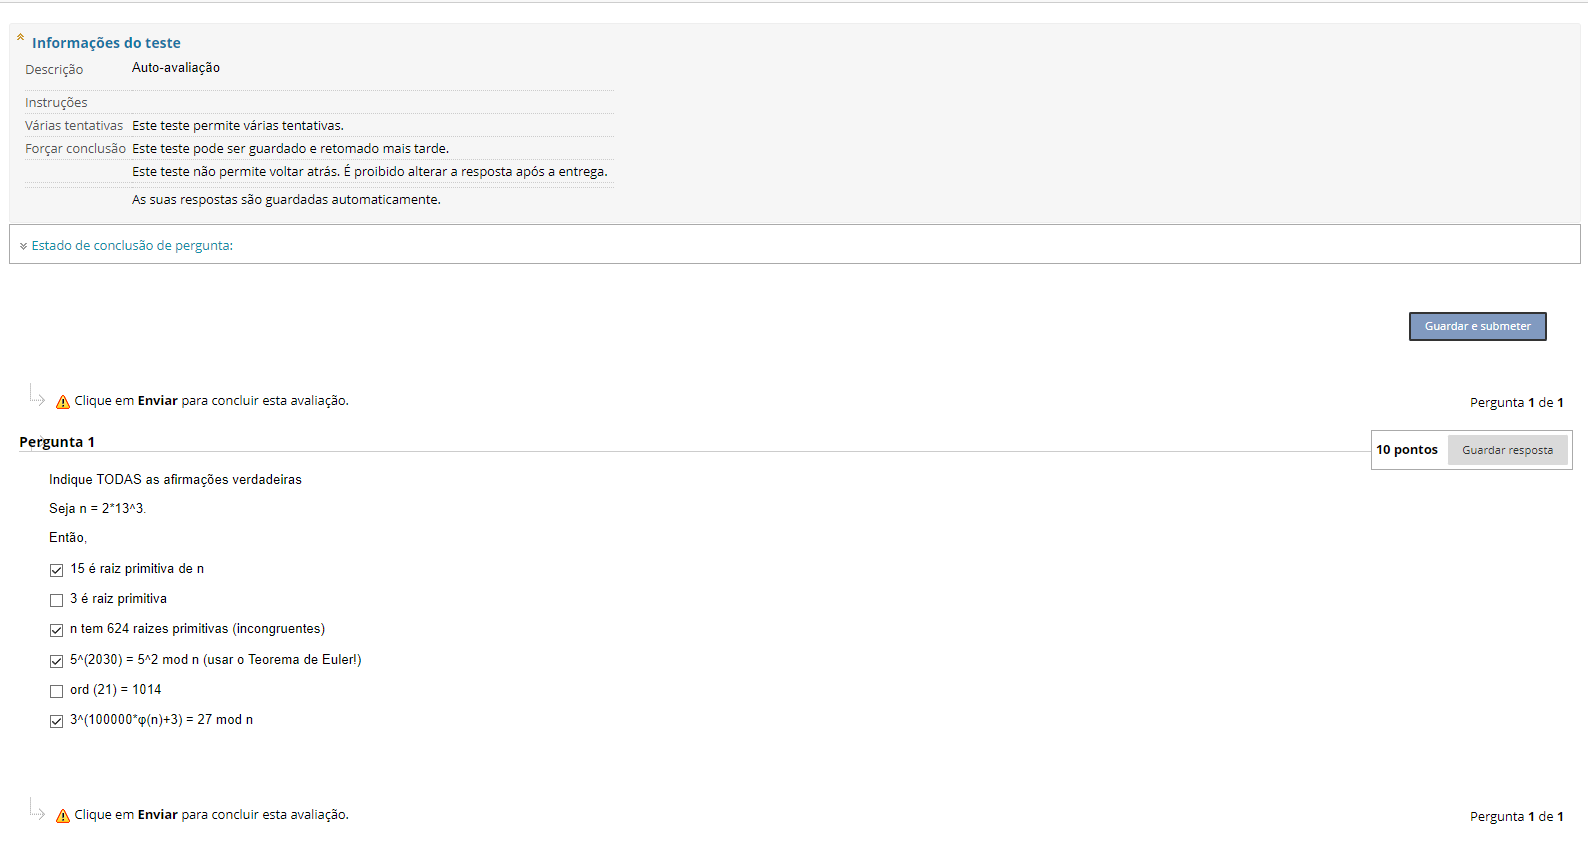 Informações do teste
Descrição Auto-avaliação
Instruções
Várias tentativas Este teste permite várias tentativas.
Forçar conclusão Este teste pode ser guardado e retomado mais tarde.
Este teste não permite voltar atrás. É proibido alterar a resposta após a entrega.
As suas respostas são guardadas automaticamente.
Estado de conclusão de pergunta:
Guardar e submeter
Clique em Enviar para concluir esta avaliação. Pergunta 1 de 1
Pergunta 1 10 pontos Guardar resposta
Indique TODAS as afirmações verdadeiras
Seja n = 2*13^3.
Então,
15 é raiz primitiva de n
3 é raiz primitiva
n tem 624 raizes primitivas (incongruentes)
5^(2030) = 5^2 mod n (usar o Teorema de Euler!)
ord (21) = 1014
3^(100000*φ(n)+3) = 27 mod n
Clique em Enviar para concluir esta avaliação. Pergunta 1 de 1